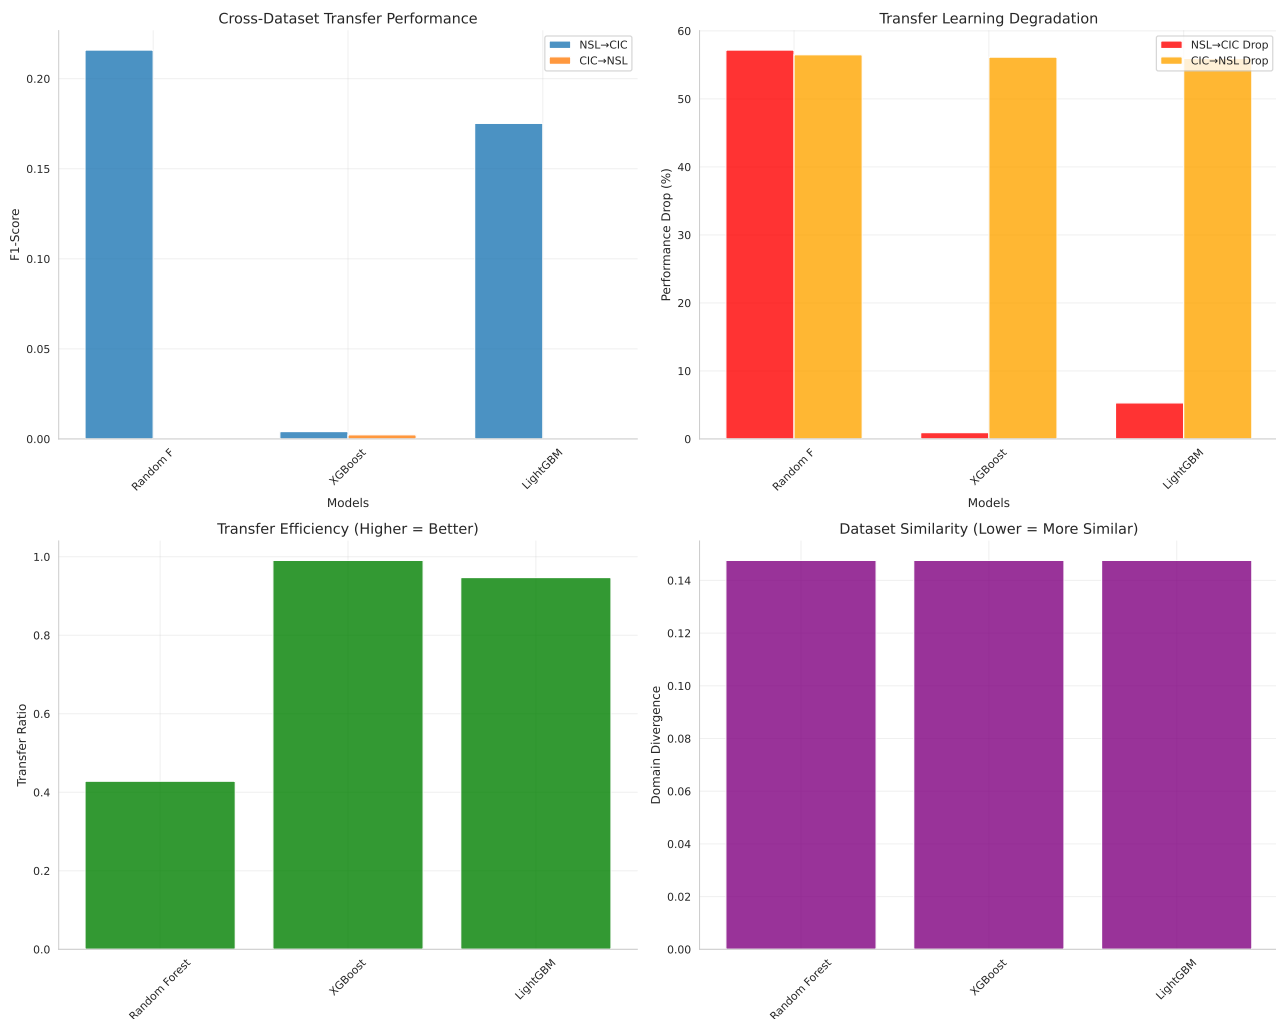 Cross-Dataset Transfer Performance
NSL→CIC
CIC→NSL
0.20
0.15
0.10
0.05
0.00
F1-Score
Random F
XGBoost
LightGBM
Models
Transfer Learning Degradation
NSL→CIC Drop
CIC→NSL Drop
60
50
40
30
20
10
0
Performance Drop (%)
Random F
XGBoost
LightGBM
Models
Transfer Efficiency (Higher = Better)
1.0
0.8
0.6
0.4
0.2
0.0
Transfer Ratio
Random Forest
XGBoost
LightGBM
Dataset Similarity (Lower = More Similar)
0.14
0.12
0.10
0.08
0.06
0.04
0.02
0.00
Domain Divergence
Random Forest
XGBoost
LightGBM